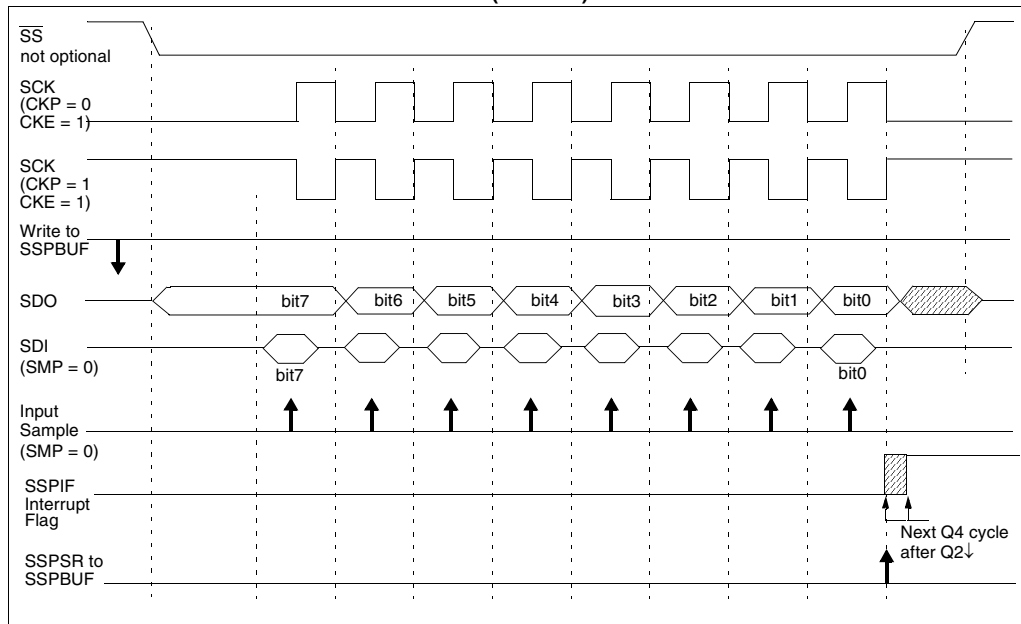 SS
not optional
SCK
(CKP = 0
CKE = 1)
SCK
(CKP = 1
CKE = 1)
Write to
SSPBUF
SDO
bit7 bit6 bit5 bit4 bit3 bit2 bit1 bit0
SDI
(SMP = 0)
bit7 bit0
Input
Sample
(SMP = 0)
SSPIF
Interrupt
Flag
Next Q4 cycle
after Q2↓
SSPSR to
SSPBUF